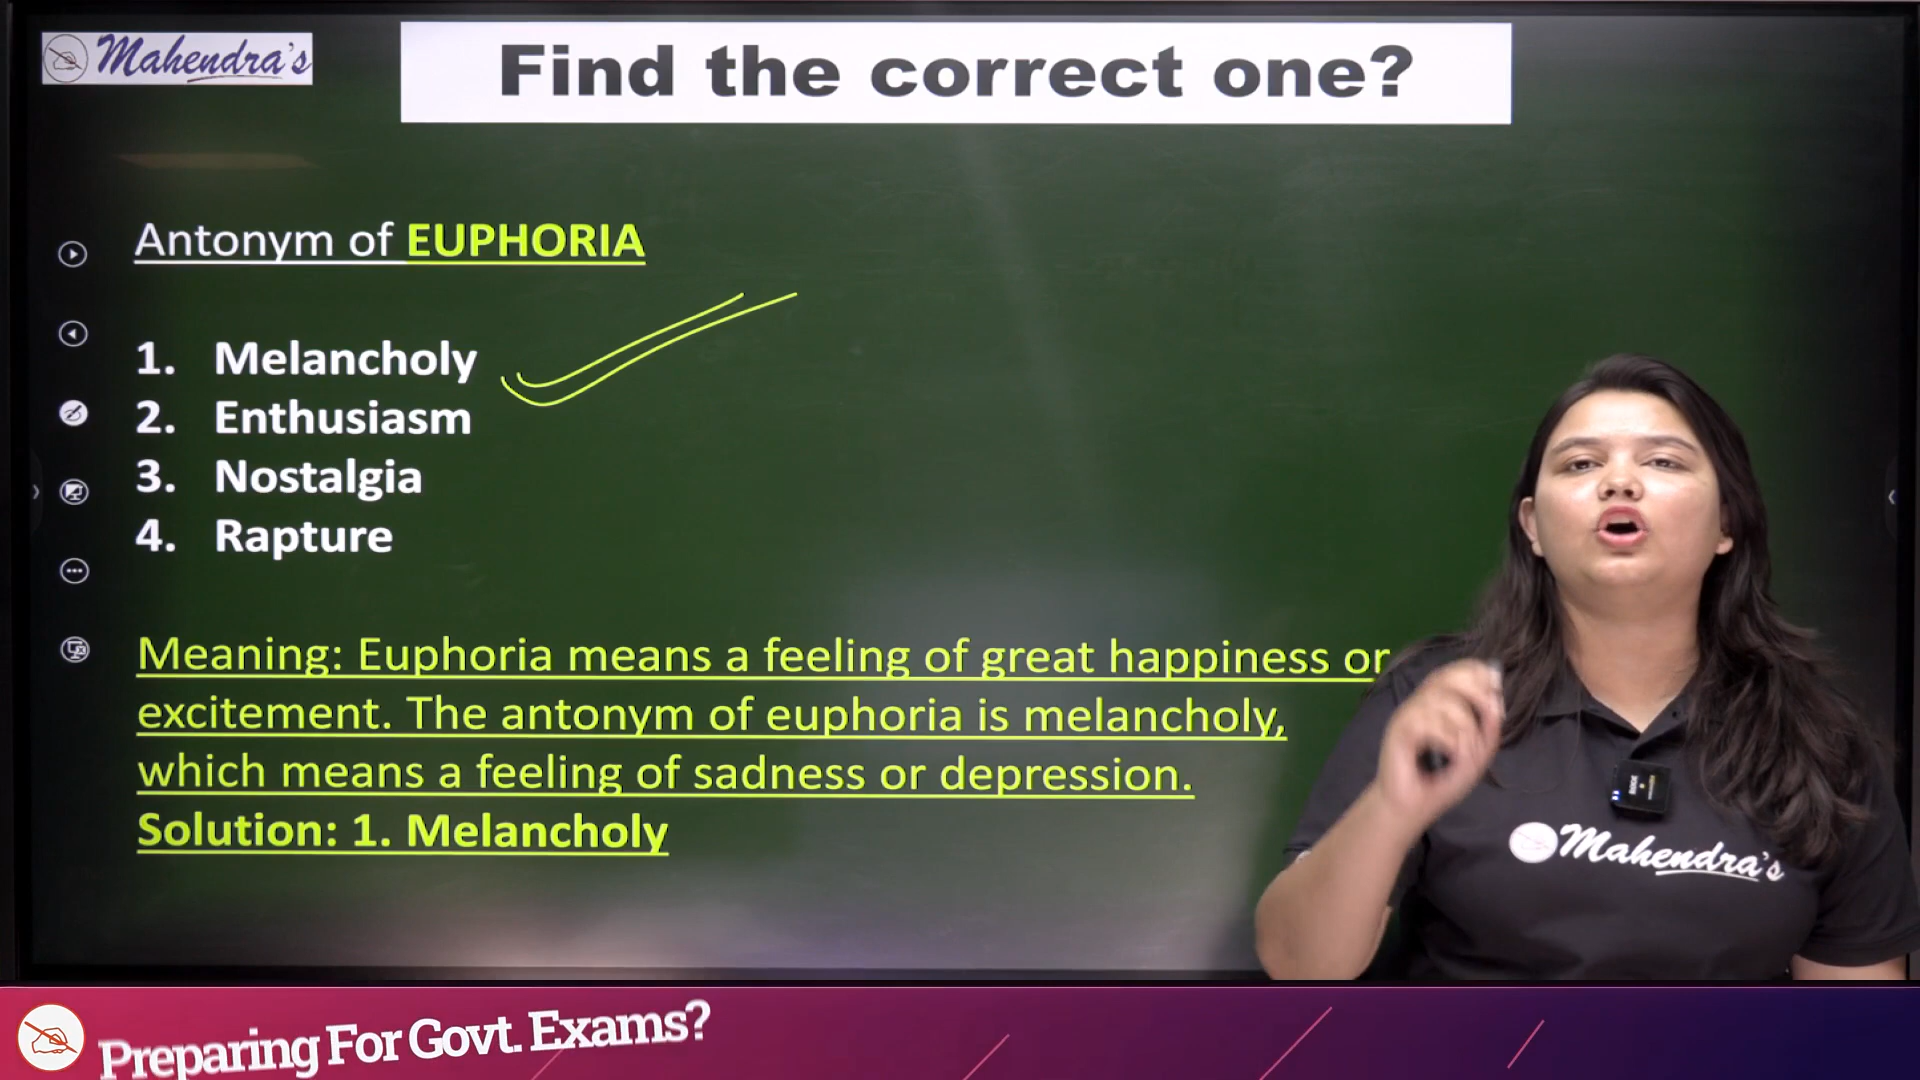 Mahendra's
Find the correct one?
Antonym of EUPHORIA
1. Melancholy
2. Enthusiasm
3. Nostalgia
4. Rapture
Meaning: Euphoria means a feeling of great happiness or
excitement. The antonym of euphoria is melancholy,
which means a feeling of sadness or depression.
Solution: 1. Melancholy
RODE
Mahendra's
Preparing For Govt. Exams?